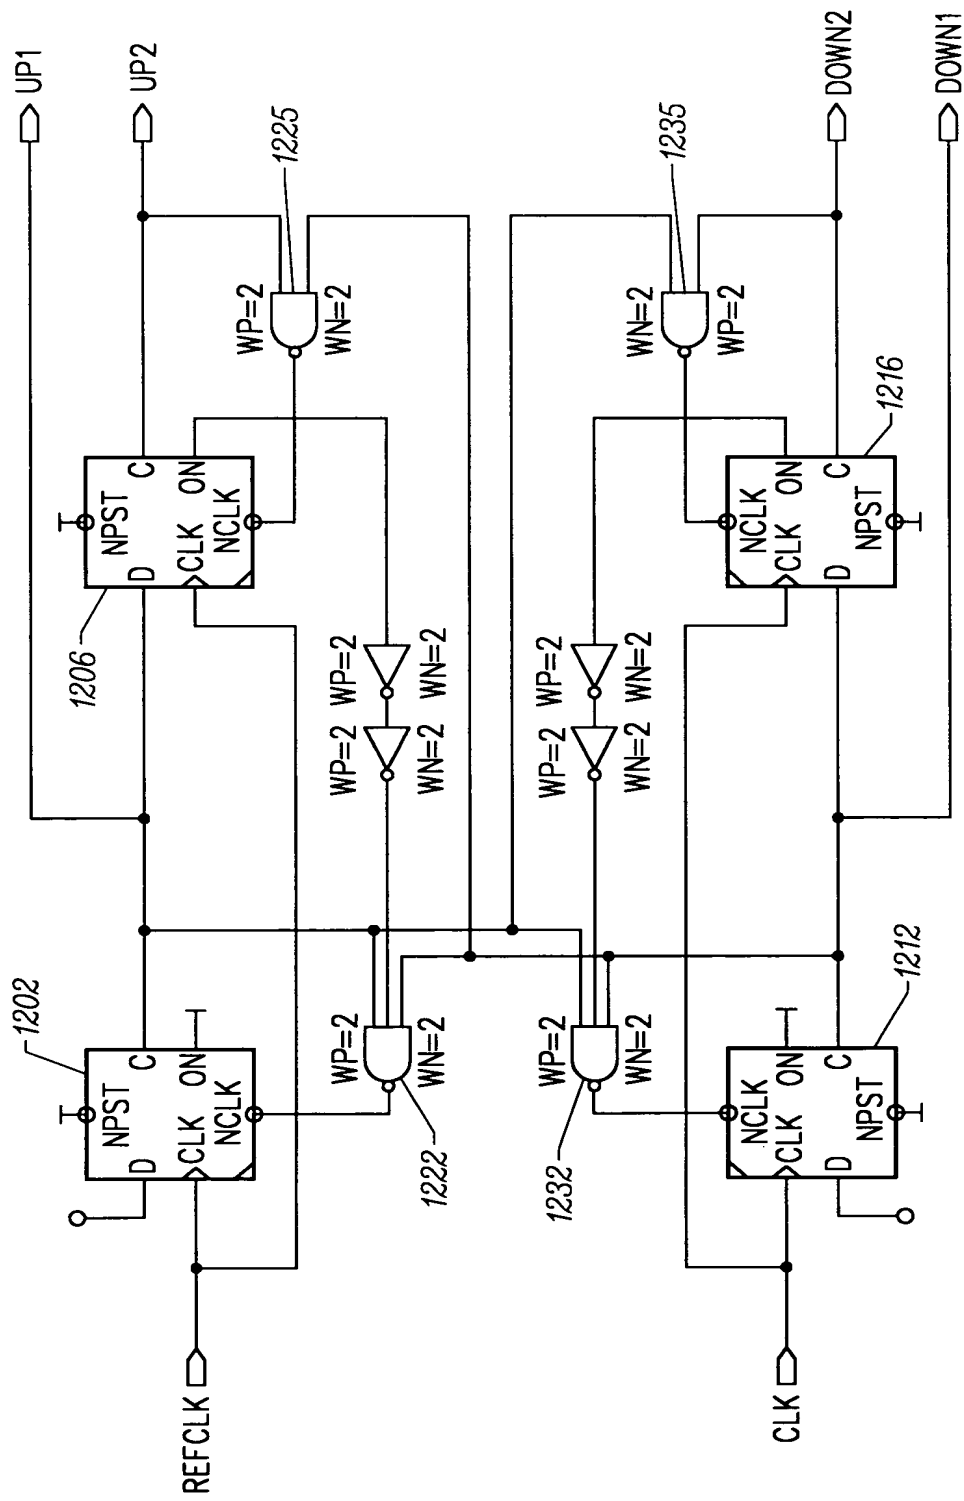 UP1
UP2
DOWN2
DOWN1
1225
1235
WP=2
WN=2
WN=2
WP=2
1206
NPST
D
C
CLK
ON
NCLK
1216
NCLK
CLK
ON
D
C
NPST
WP=2
WN=2
WP=2
WN=2
WP=2
WN=2
WP=2
WN=2
1202
NPST
D
C
CLK
ON
NCLK
1212
NCLK
CLK
ON
D
C
NPST
WP=2
WN=2
1222
WP=2
WN=2
1232
REFCLK
CLK